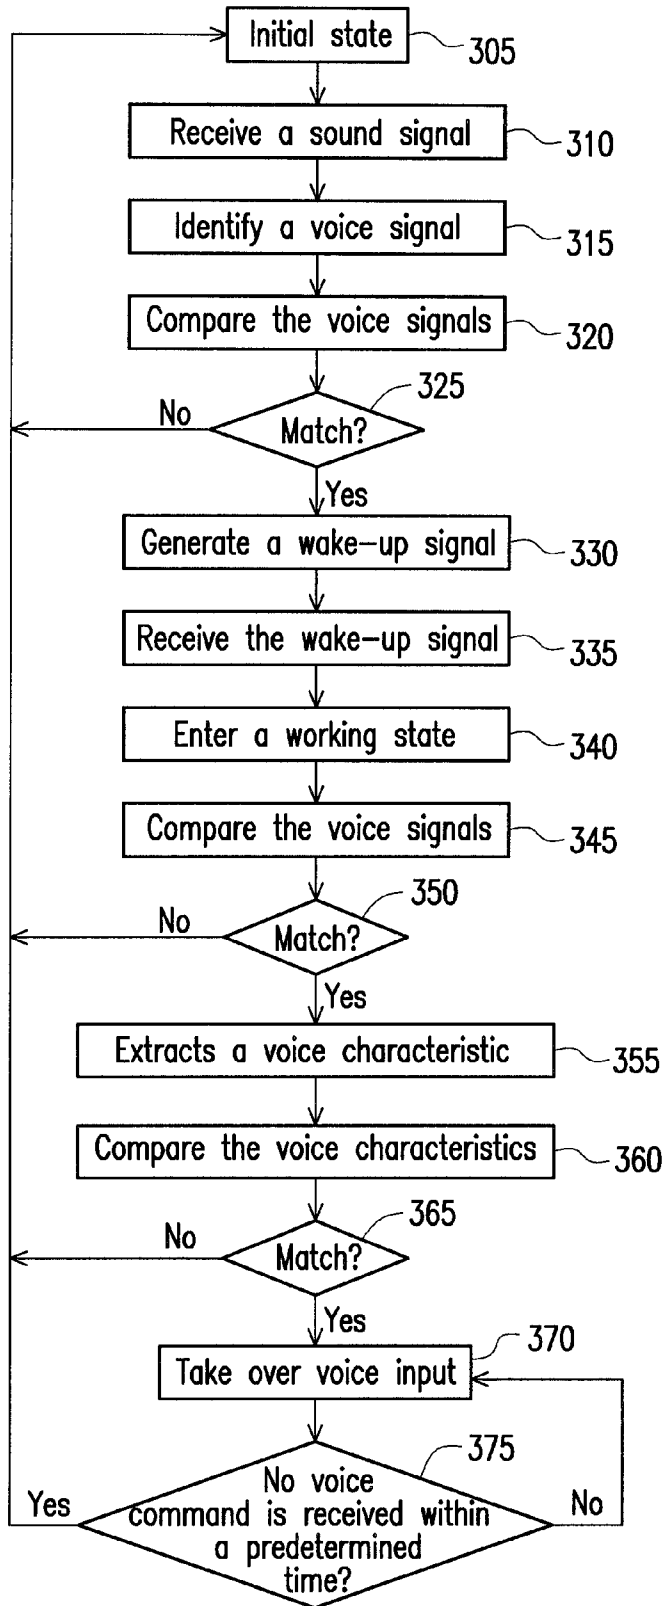 Initial state
305
Receive a sound signal
310
Identify a voice signal
315
Compare the voice signals
320
325
No
Match?
Yes
Generate a wake-up signal
330
Receive the wake-up signal
335
Enter a working state
340
Compare the voice signals
345
350
No
Match?
Yes
Extracts a voice characteristic
355
Compare the voice characteristics
360
365
No
Match?
Yes
370
Take over voice input
375
Yes
No voice
command is received within
a predetermined
time?
No